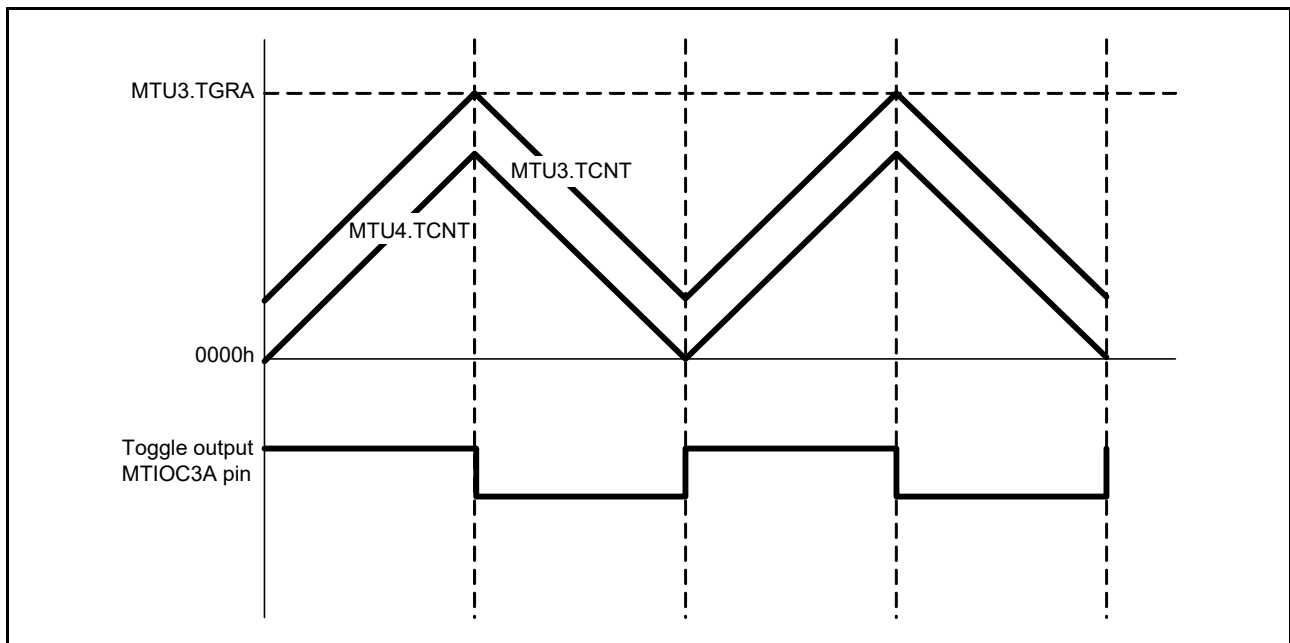 MTU3.TGRA
MTU3.TCNT
MTU4.TCNT
0000h
Toggle output
MTIOC3A pin